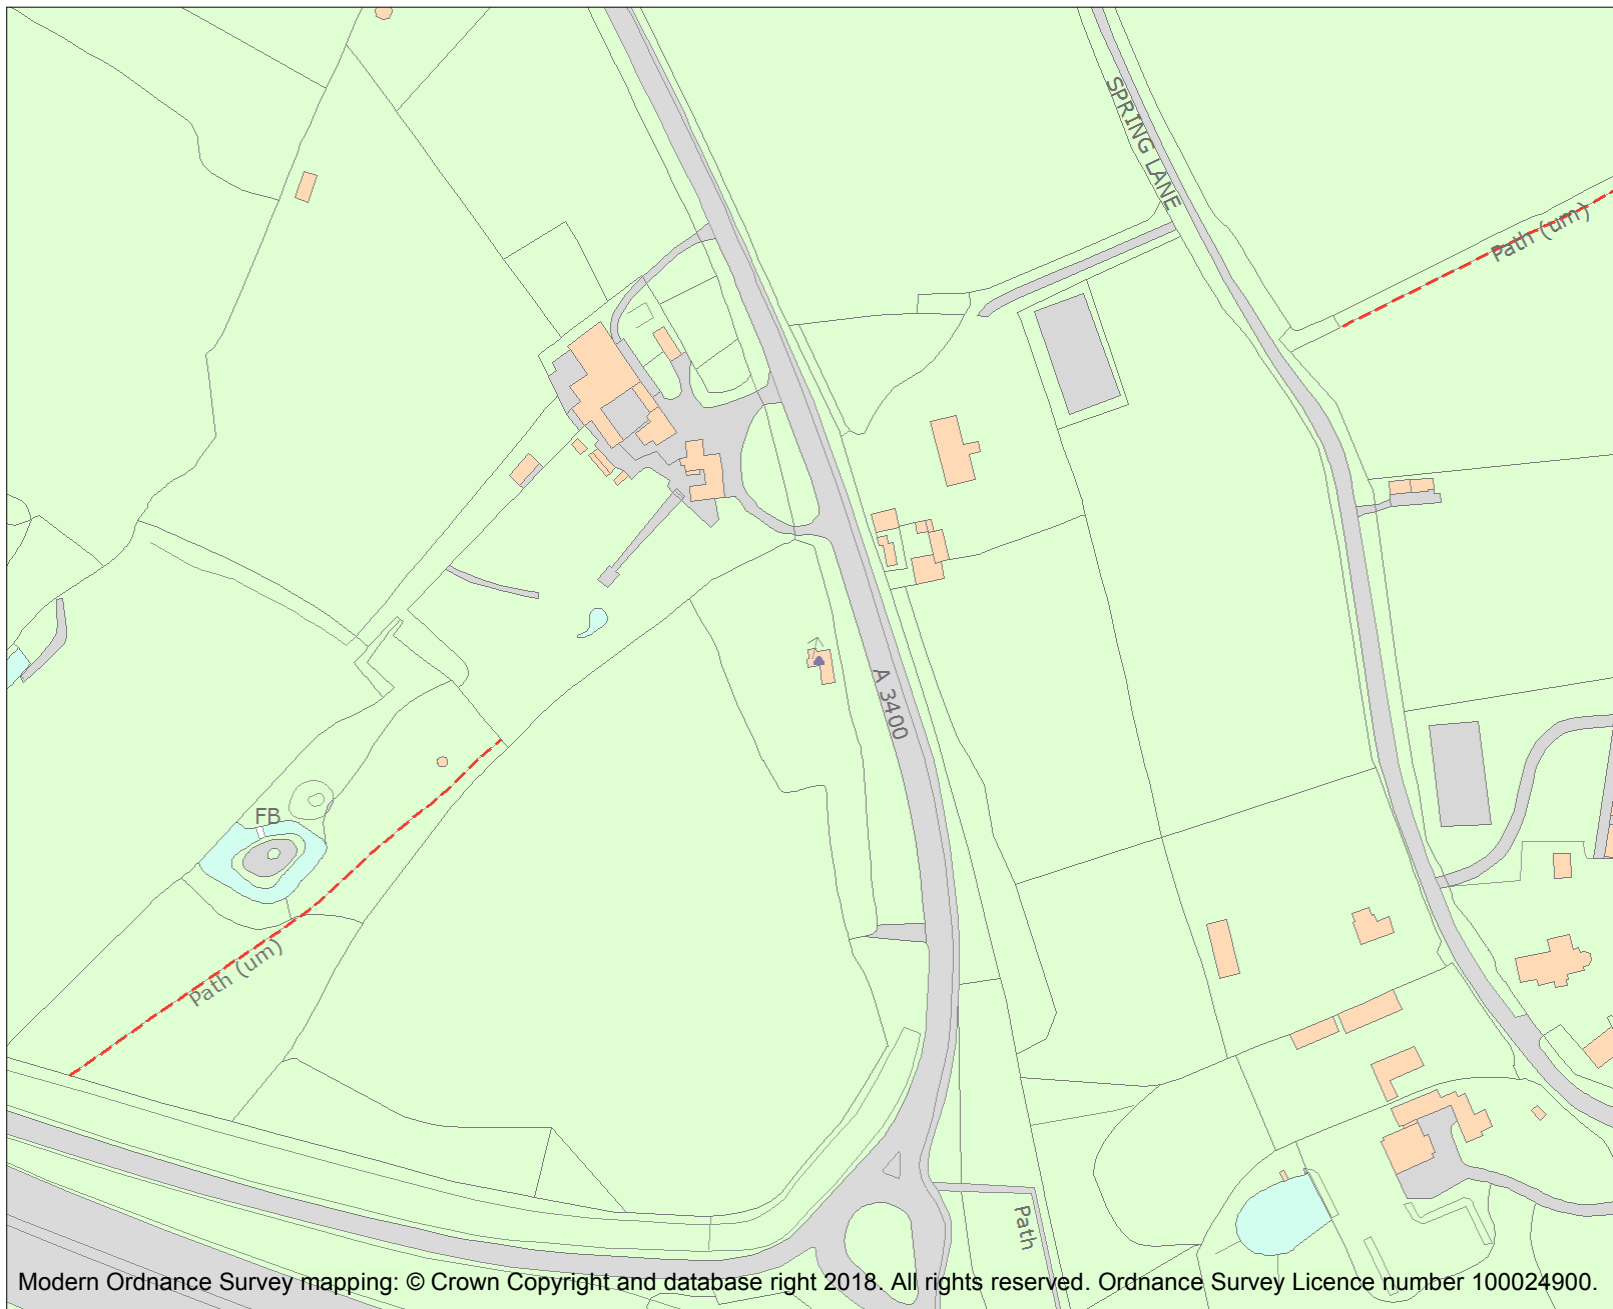 SPRING LANE
Path (um)
A 3400
FB
Path (um)
Path
Modern Ordnance Survey mapping: © Crown Copyright and database right 2018. All rights reserved. Ordnance Survey Licence number 100024900.